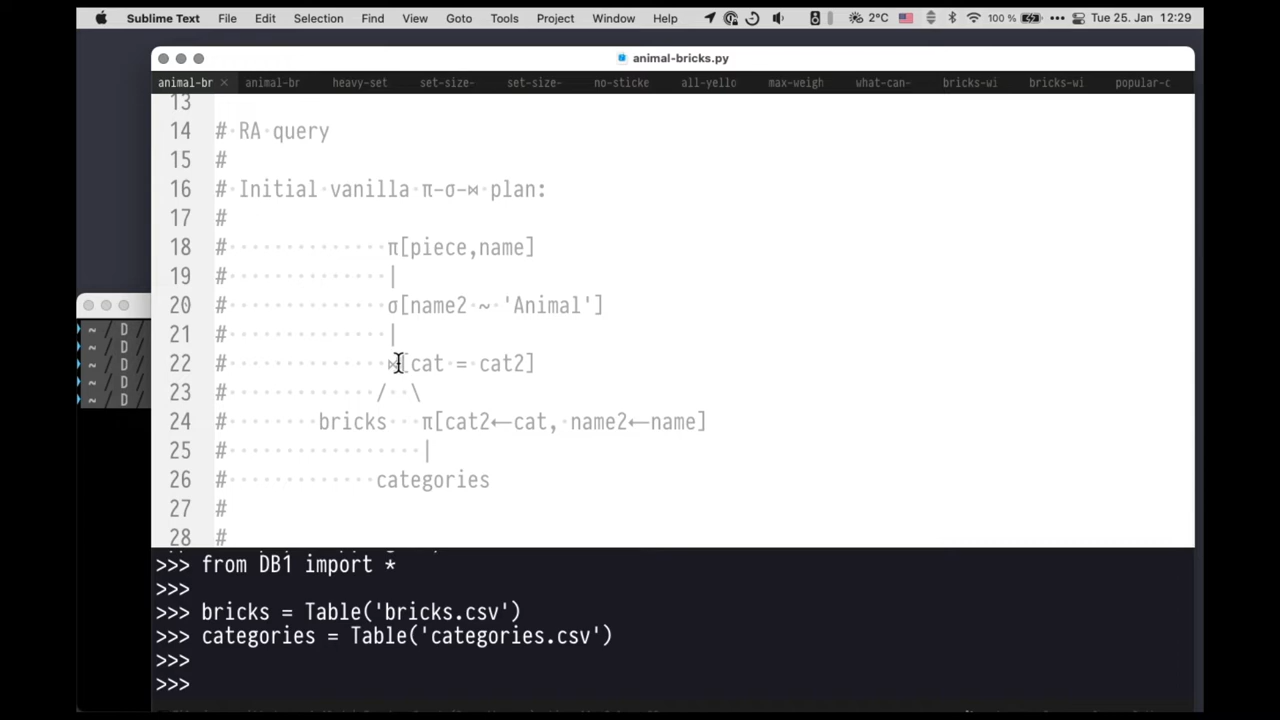 Sublime Text File Edit Selection Find View Goto Tools Project Window Help 2°C 100 % Tue 25. Jan 12:29
animal-bricks.py
animal-br × animal-br heavy-set set-size- set-size- no-sticke all-yello max-weigh what-can- bricks-wi bricks-wi popular-c
13
14 # RA query
15 #
16 # Initial vanilla π-σ-⋈ plan:
17 #
18 # π[piece,name]
19 # |
20 # σ[name2 ~ 'Animal']
21 # |
22 # ⋈[cat = cat2]
23 # / \
24 # bricks π[cat2←cat, name2←name]
25 # |
26 # categories
27 #
28 #
~ / D /
~ / D /
~ / D /
~ / D /
~ / D /
>>> from DB1 import *
>>>
>>> bricks = Table('bricks.csv')
>>> categories = Table('categories.csv')
>>>
>>>